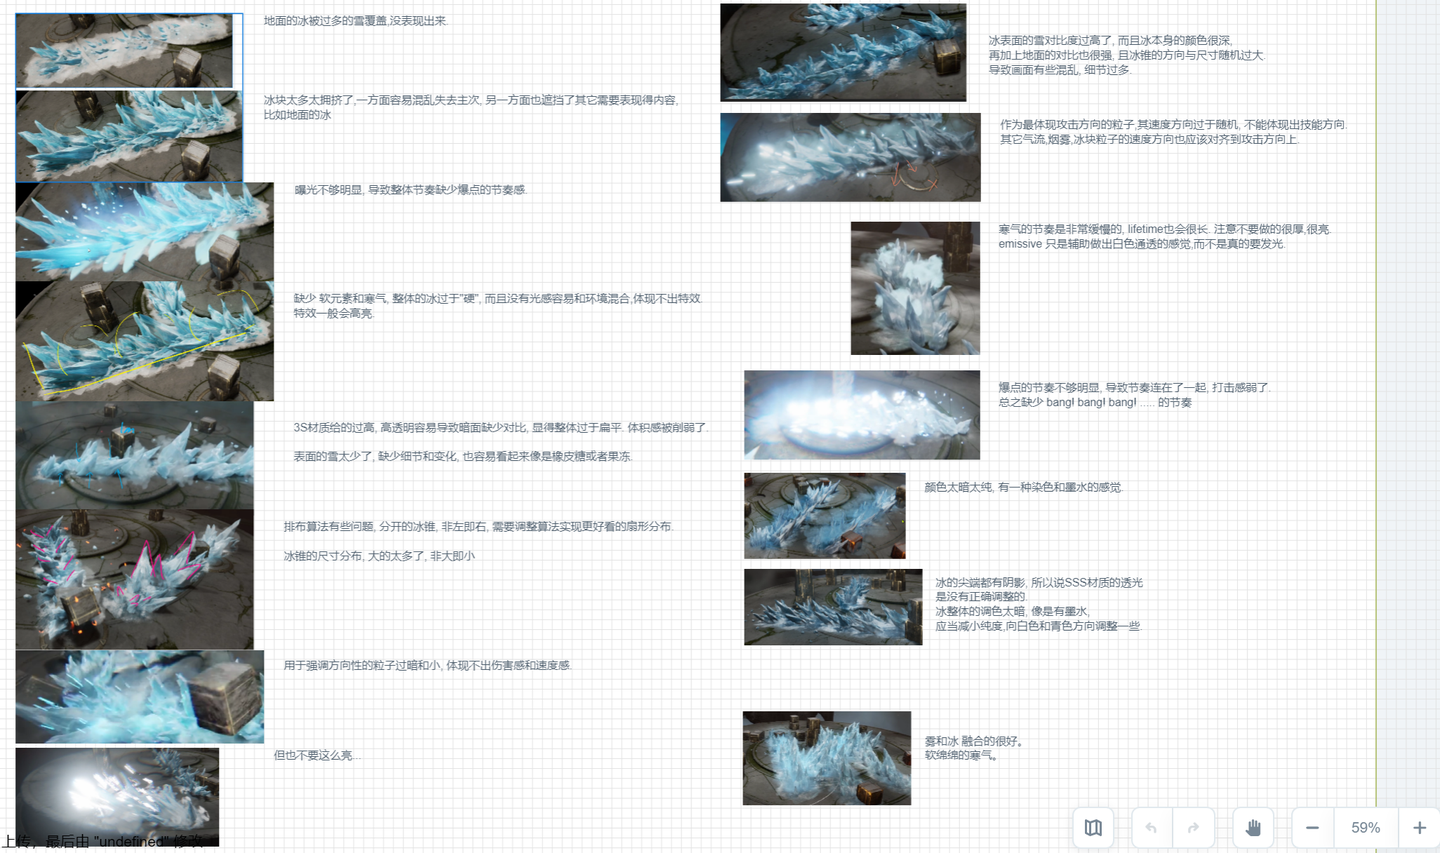 地面的冰被过多的雪覆盖,没表现出来.
冰块太多太拥挤了,一方面容易混乱失去主次, 另一方面也遮挡了其它需要表现得内容,
比如地面的冰
曝光不够明显, 导致整体节奏缺少爆点的节奏感.
缺少 软元素和寒气, 整体的冰过于"硬", 而且没有光感容易和环境混合,体现不出特效.
特效一般会高亮.
3S材质给的过高, 高透明容易导致暗面缺少对比, 显得整体过于扁平. 体积感被削弱了.
表面的雪太少了, 缺少细节和变化, 也容易看起来像是橡皮糖或者果冻.
排布算法有些问题, 分开的冰锥, 非左即右, 需要调整算法实现更好看的扇形分布.
冰锥的尺寸分布, 大的太多了, 非大即小
用于强调方向性的粒子过暗和小, 体现不出伤害感和速度感.
但也不要这么亮...
上传，最后由 "undefined" 修改
冰表面的雪对比度过高了, 而且冰本身的颜色很深,
再加上地面的对比也很强, 且冰锥的方向与尺寸随机过大.
导致画面有些混乱, 细节过多.
作为最体现攻击方向的粒子,其速度方向过于随机, 不能体现出技能方向.
其它气流,烟雾,冰块粒子的速度方向也应该对齐到攻击方向上.
寒气的节奏是非常缓慢的, lifetime也会很长. 注意不要做的很厚,很亮.
emissive 只是辅助做出白色通透的感觉,而不是真的要发光.
爆点的节奏不够明显, 导致节奏连在了一起, 打击感弱了.
总之缺少 bang! bang! bang! ..... 的节奏
颜色太暗太纯, 有一种染色和墨水的感觉.
冰的尖端都有阴影, 所以说SSS材质的透光
是没有正确调整的.
冰整体的调色太暗, 像是有墨水,
应当减小纯度,向白色和青色方向调整一些.
雾和冰 融合的很好。
软绵绵的寒气。
59%